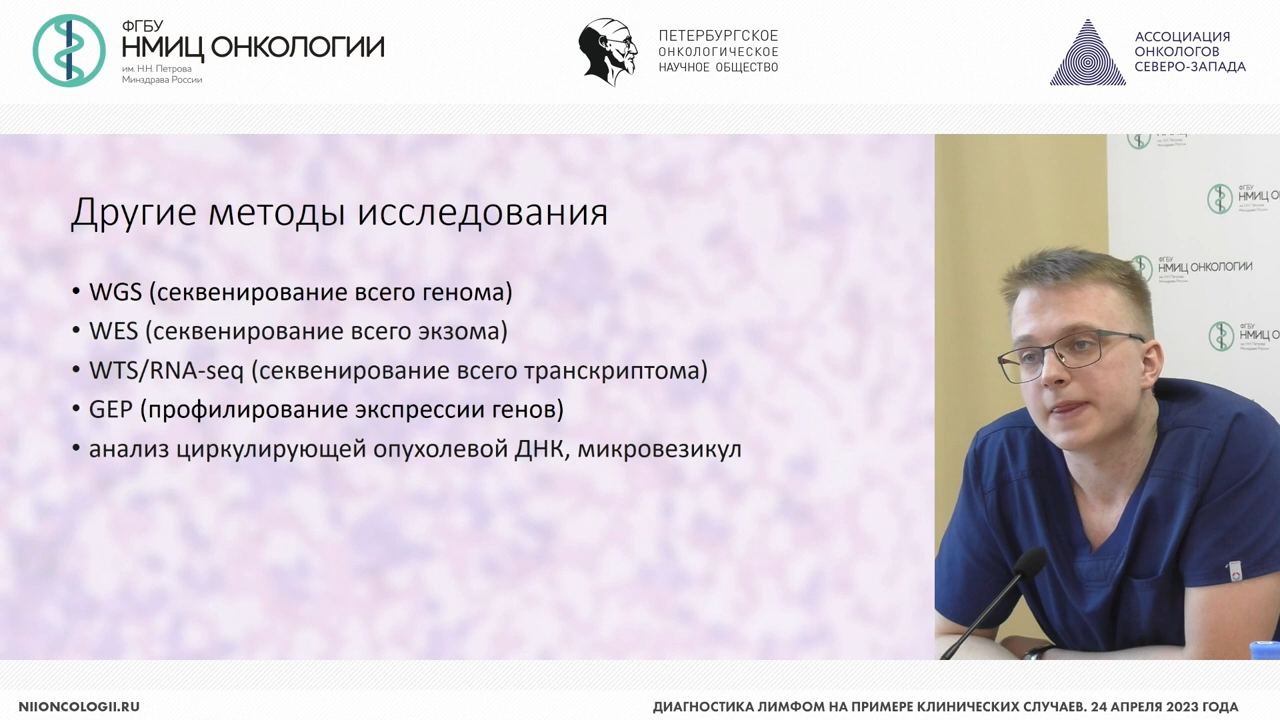 ФГБУ
НМИЦ ОНКОЛОГИИ
им. Н.Н. Петрова
Минздрава России
ПЕТЕРБУРГСКОЕ
ОНКОЛОГИЧЕСКОЕ
НАУЧНОЕ ОБЩЕСТВО
АССОЦИАЦИЯ
ОНКОЛОГОВ
СЕВЕРО-ЗАПАДА
Другие методы исследования
• WGS (секвенирование всего генома)
• WES (секвенирование всего экзома)
• WTS/RNA-seq (секвенирование всего транскриптома)
• GEP (профилирование экспрессии генов)
• анализ циркулирующей опухолевой ДНК, микровезикул
ФГБУ
НМИЦ ОН
ФГБУ
НМИЦ ОНКОЛОГИИ
ФГБУ
НМИЦ О
NIIONCOLOGII.RU
ДИАГНОСТИКА ЛИМФОМ НА ПРИМЕРЕ КЛИНИЧЕСКИХ СЛУЧАЕВ. 24 АПРЕЛЯ 2023 ГОДА